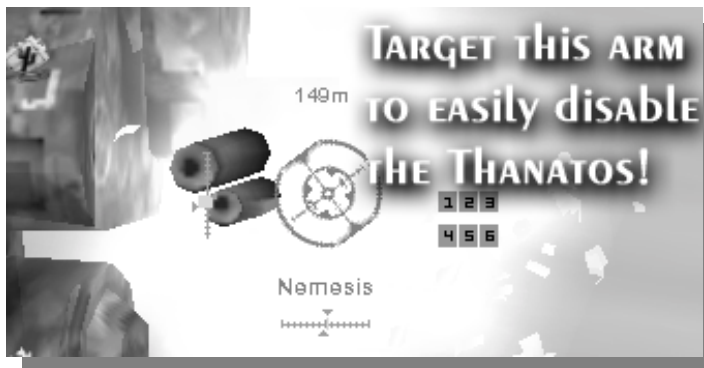 TARGET THIS ARM
TO EASILY DISABLE
THE THANATOS!
149m
1 2 3
4 5 6
Nemesis